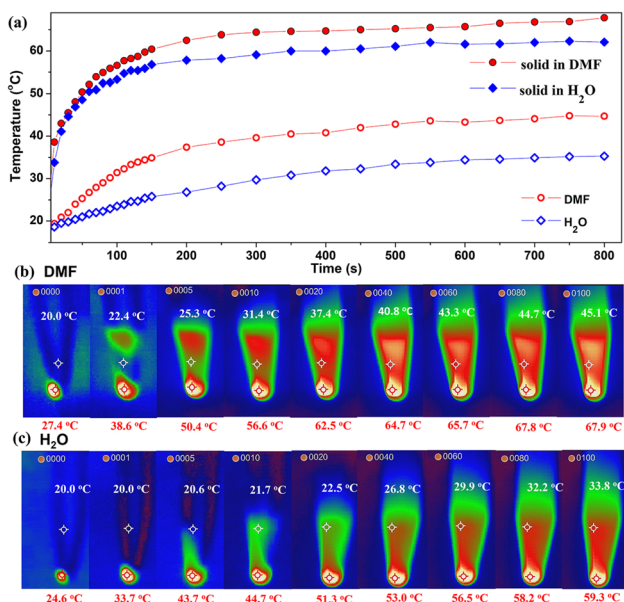 (a)
Temperature (°C)
60
50
40
30
20
solid in DMF
solid in H2O
DMF
H2O
100 200 300 400 500 600 700 800
Time (s)
(b) DMF
0000 0001 0005 0010 0020 0040 0060 0080 0100
20.0 °C 22.4 °C 25.3 °C 31.4 °C 37.4 °C 40.8 °C 43.3 °C 44.7 °C 45.1 °C
27.4 °C 38.6 °C 50.4 °C 56.6 °C 62.5 °C 64.7 °C 65.7 °C 67.8 °C 67.9 °C
(c) H2O
0000 0001 0005 0010 0020 0040 0060 0080 0100
20.0 °C 20.0 °C 20.6 °C 21.7 °C 22.5 °C 26.8 °C 29.9 °C 32.2 °C 33.8 °C
24.6 °C 33.7 °C 43.7 °C 44.7 °C 51.3 °C 53.0 °C 56.5 °C 58.2 °C 59.3 °C